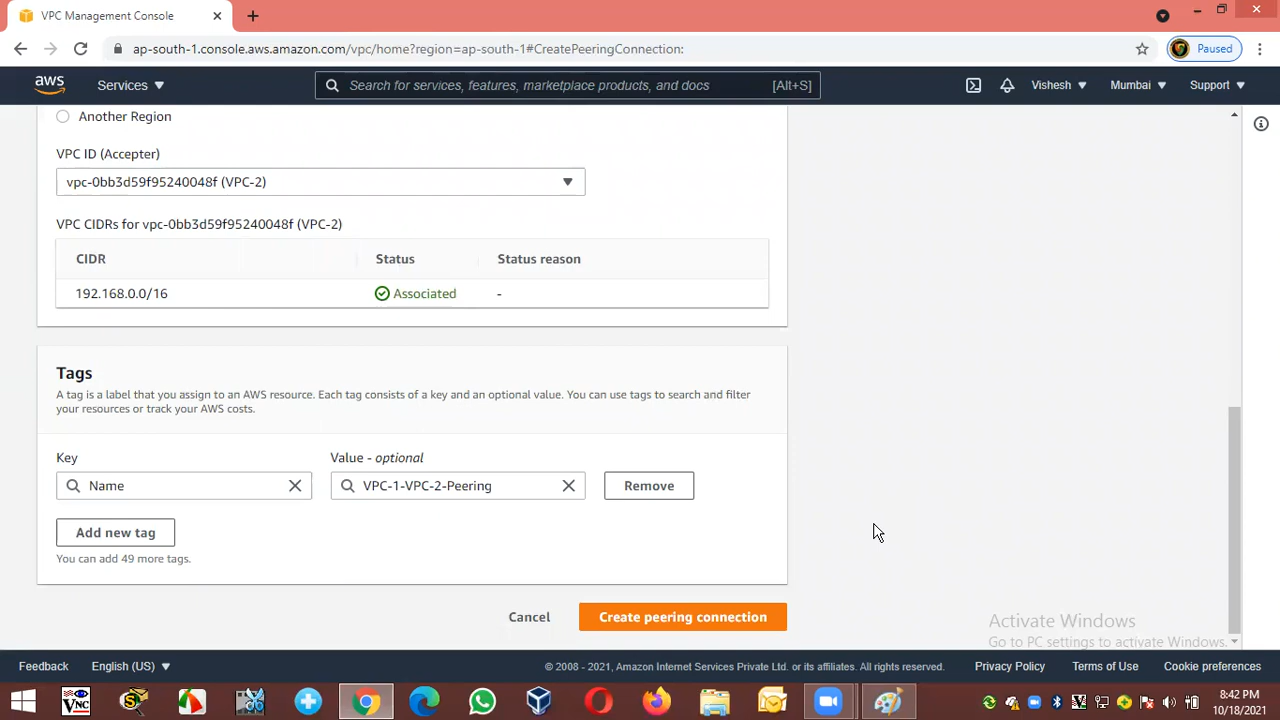 VPC Management Console
ap-south-1.console.aws.amazon.com/vpc/home?region=ap-south-1#CreatePeeringConnection:
Paused
aws
Services
Search for services, features, marketplace products, and docs
[Alt+S]
Vishesh
Mumbai
Support
Another Region
VPC ID (Accepter)
vpc-0bb3d59f95240048f (VPC-2)
VPC CIDRs for vpc-0bb3d59f95240048f (VPC-2)
CIDR Status Status reason
192.168.0.0/16 Associated -
Tags
A tag is a label that you assign to an AWS resource. Each tag consists of a key and an optional value. You can use tags to search and filter
your resources or track your AWS costs.
Key Value - optional
Name VPC-1-VPC-2-Peering Remove
Add new tag
You can add 49 more tags.
Cancel Create peering connection
Activate Windows
Go to PC settings to activate Windows.
Feedback English (US) © 2008 - 2021, Amazon Internet Services Private Ltd. or its affiliates. All rights reserved. Privacy Policy Terms of Use Cookie preferences
VNC
8:42 PM
10/18/2021